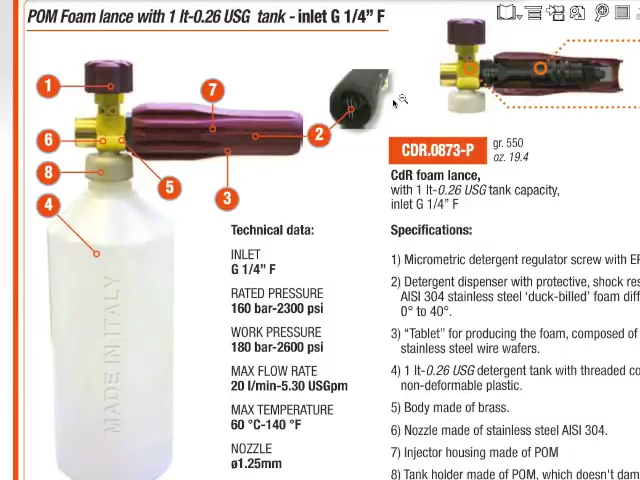 POM Foam lance with 1 lt-0.26 USG tank - inlet G 1/4” F
1
7
2
6
8
5
3
4
MADE IN ITALY
CDR.0873-P
gr. 550
oz. 19.4
CdR foam lance,
with 1 lt-0.26 USG tank capacity,
inlet G 1/4” F
Technical data:
INLET
G 1/4” F
RATED PRESSURE
160 bar-2300 psi
WORK PRESSURE
180 bar-2600 psi
MAX FLOW RATE
20 l/min-5.30 USGpm
MAX TEMPERATURE
60 °C-140 °F
NOZZLE
ø1.25mm
Specifications:
1) Micrometric detergent regulator screw with
2) Detergent dispenser with protective, shock
AISI 304 stainless steel ‘duck-billed’ foam
0° to 40°.
3) “Tablet” for producing the foam, composed of
stainless steel wire wafers.
4) 1 lt-0.26 USG detergent tank with threaded
non-deformable plastic.
5) Body made of brass.
6) Nozzle made of stainless steel AISI 304.
7) Injector housing made of POM
8) Tank holder made of POM, which doesn't